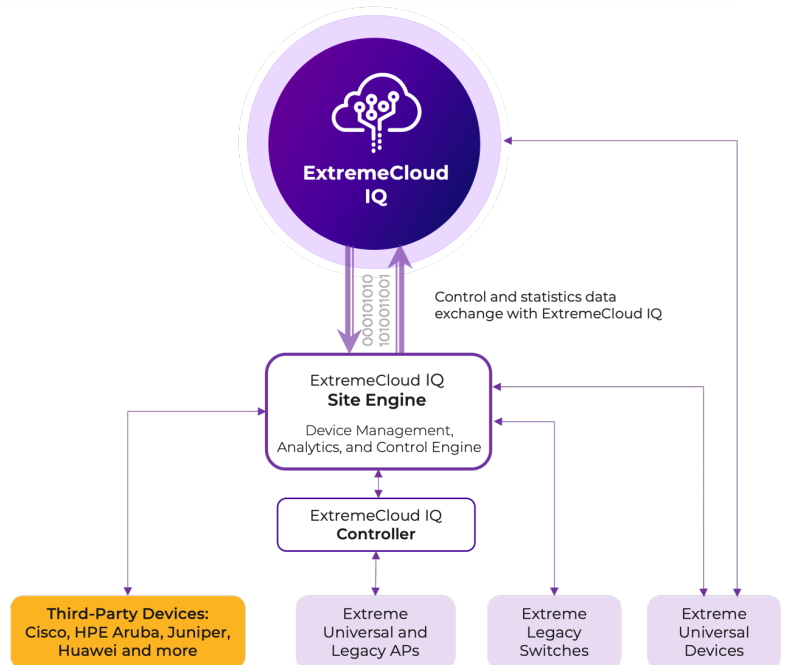 ExtremeCloud
IQ
000101010
1010011001
Control and statistics data
exchange with ExtremeCloud IQ
ExtremeCloud IQ
Site Engine
Device Management,
Analytics, and Control Engine
ExtremeCloud IQ
Controller
Third-Party Devices:
Cisco, HPE Aruba, Juniper,
Huawei and more
Extreme
Universal and
Legacy APs
Extreme
Legacy
Switches
Extreme
Universal
Devices